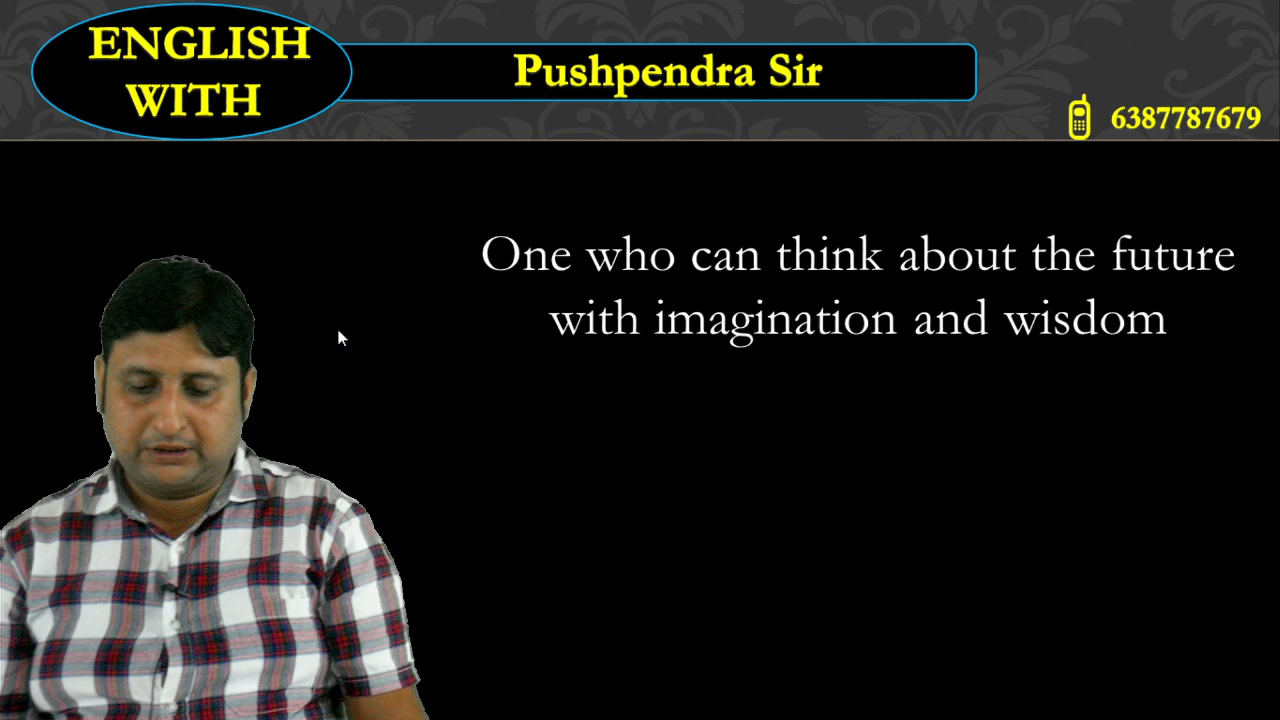 ENGLISH
WITH
Pushpendra Sir
6387787679
One who can think about the future
with imagination and wisdom